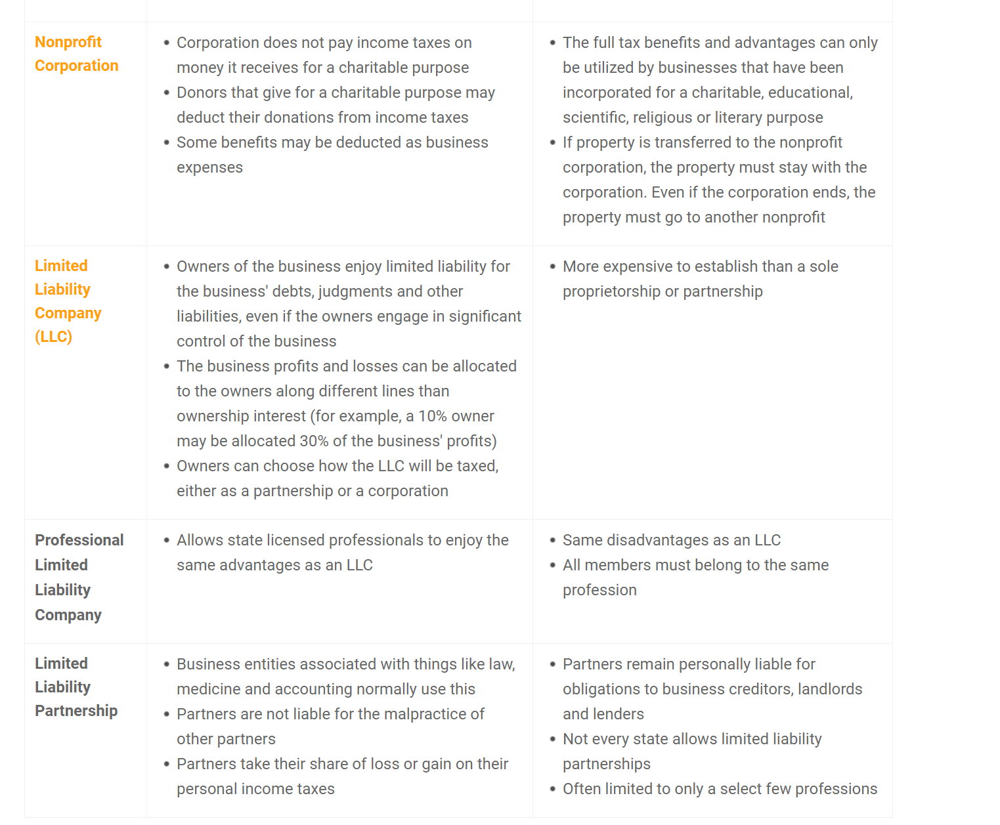 Nonprofit
Corporation
Corporation does not pay income taxes on
money it receives for a charitable purpose
Donors that give for a charitable purpose may
deduct their donations from income taxes
Some benefits may be deducted as business
expenses
The full tax benefits and advantages can only
be utilized by businesses that have been
incorporated for a charitable, educational,
scientific, religious or literary purpose
If property is transferred to the nonprofit
corporation, the property must stay with the
corporation. Even if the corporation ends, the
property must go to another nonprofit
Limited
Liability
Company
(LLC)
Owners of the business enjoy limited liability for
the business' debts, judgments and other
liabilities, even if the owners engage in significant
control of the business
The business profits and losses can be allocated
to the owners along different lines than
ownership interest (for example, a 10% owner
may be allocated 30% of the business' profits)
Owners can choose how the LLC will be taxed,
either as a partnership or a corporation
More expensive to establish than a sole
proprietorship or partnership
Professional
Limited
Liability
Company
Allows state licensed professionals to enjoy the
same advantages as an LLC
Same disadvantages as an LLC
All members must belong to the same
profession
Limited
Liability
Partnership
Business entities associated with things like law,
medicine and accounting normally use this
Partners are not liable for the malpractice of
other partners
Partners take their share of loss or gain on their
personal income taxes
Partners remain personally liable for
obligations to business creditors, landlords
and lenders
Not every state allows limited liability
partnerships
Often limited to only a select few professions